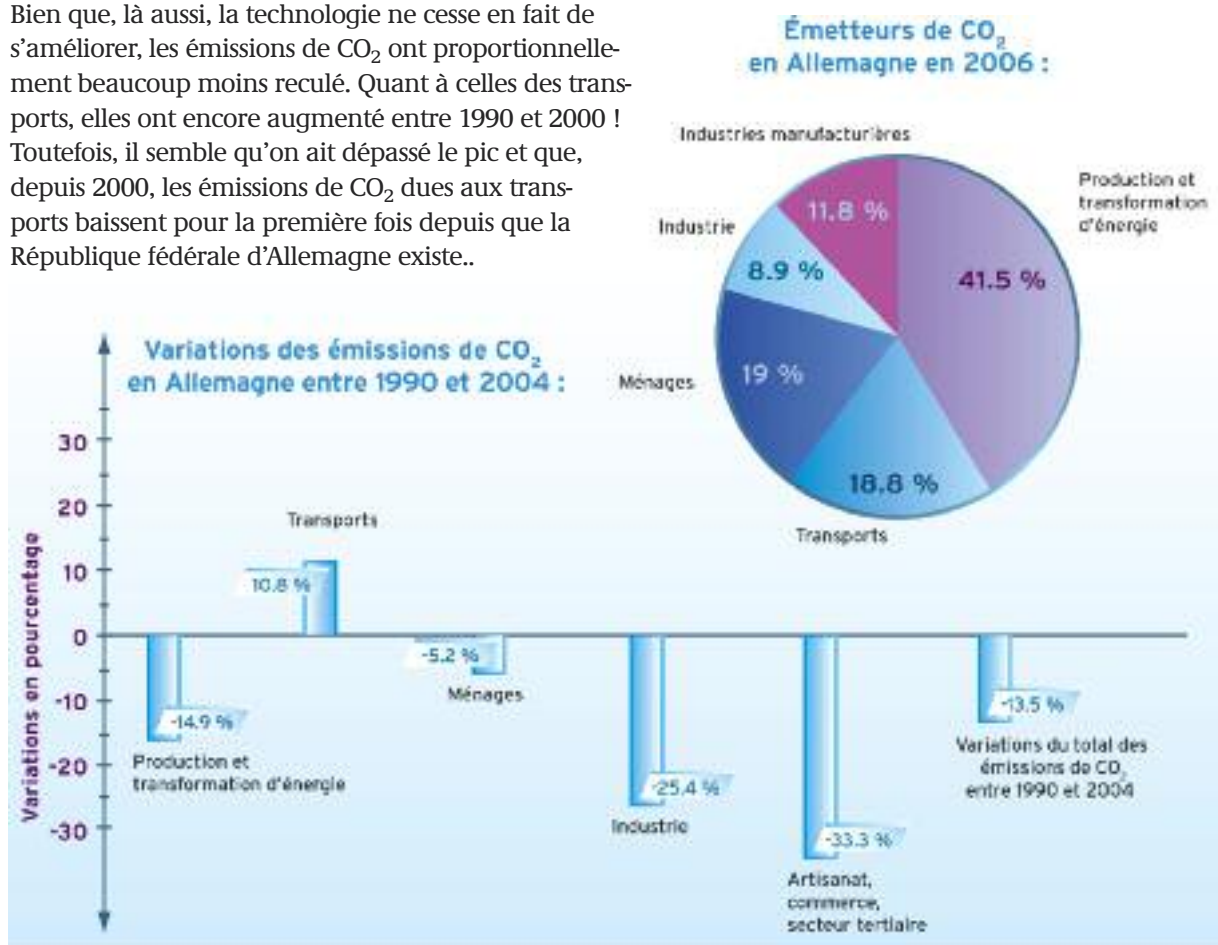 Bien que, là aussi, la technologie ne cesse en fait de
s'améliorer, les émissions de CO₂ ont proportionnelle-
ment beaucoup moins reculé. Quant à celles des trans-
ports, elles ont encore augmenté entre 1990 et 2000 !
Toutefois, il semble qu'on ait dépassé le pic et que,
depuis 2000, les émissions de CO₂ dues aux trans-
ports baissent pour la première fois depuis que la
République fédérale d'Allemagne existe..
Émetteurs de CO₂
en Allemagne en 2006 :
Industries manufacturières
11.8 %
Production et
transformation
d'énergie
41.5 %
Industrie
8.9 %
Ménages
19 %
18.8 %
Transports
Variations des émissions de CO₂
en Allemagne entre 1990 et 2004 :
Variations en pourcentage
30
20
10
0
-10
-20
-30
-14.9 %
Production et
transformation d'énergie
Transports
10.8 %
-5.2 %
Ménages
-25.4 %
Industrie
-33.3 %
Artisanat,
commerce,
secteur tertiaire
-13.5 %
Variations du total des
émissions de CO₂
entre 1990 et 2004